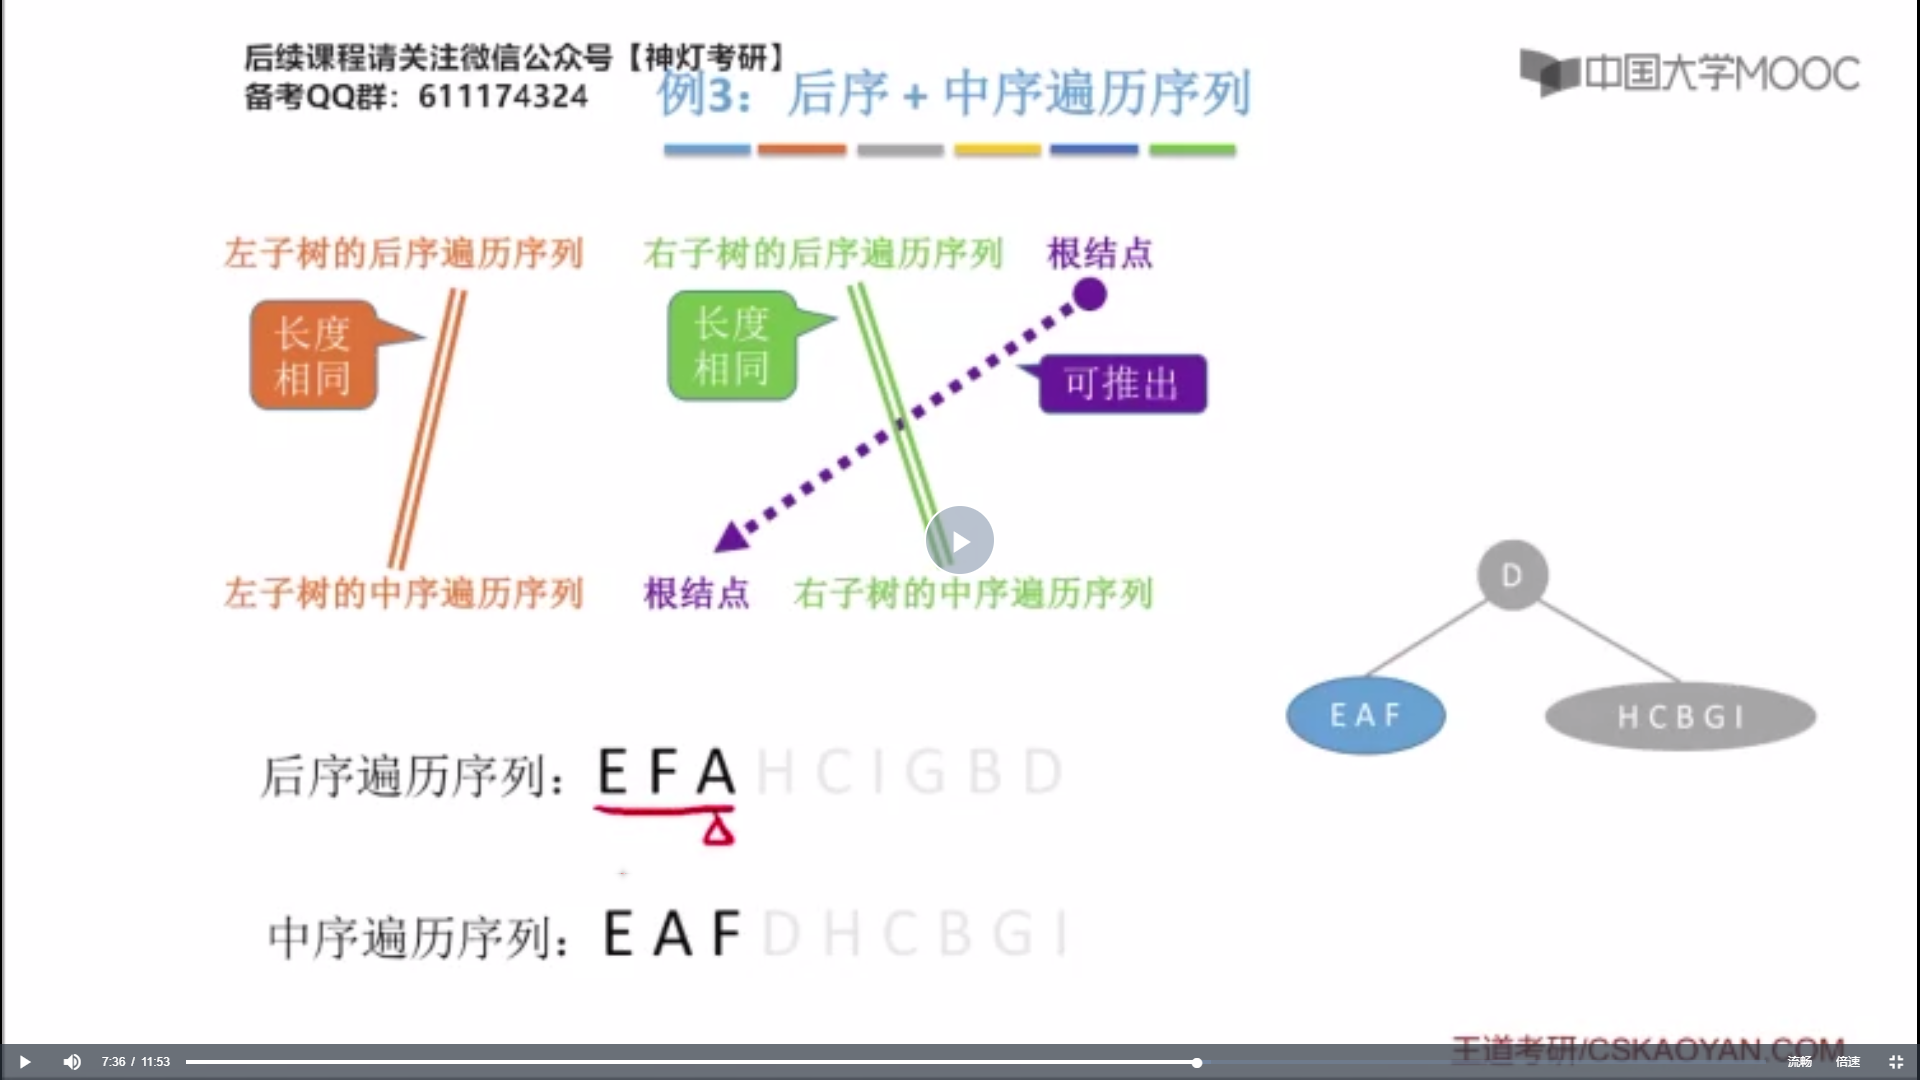 后续课程请关注微信公众号【神灯考研】
备考QQ群：611174324
例3：后序 + 中序遍历序列
中国大学MOOC
左子树的后序遍历序列 右子树的后序遍历序列 根结点
长度
相同
长度
相同
可推出
左子树的中序遍历序列 根结点 右子树的中序遍历序列
D
E A F
H C B G I
后序遍历序列：E F A H C I G B D
中序遍历序列：E A F D H C B G I
王道考研/CSKAOYAN.COM
7:36 / 11:53
流畅
倍速